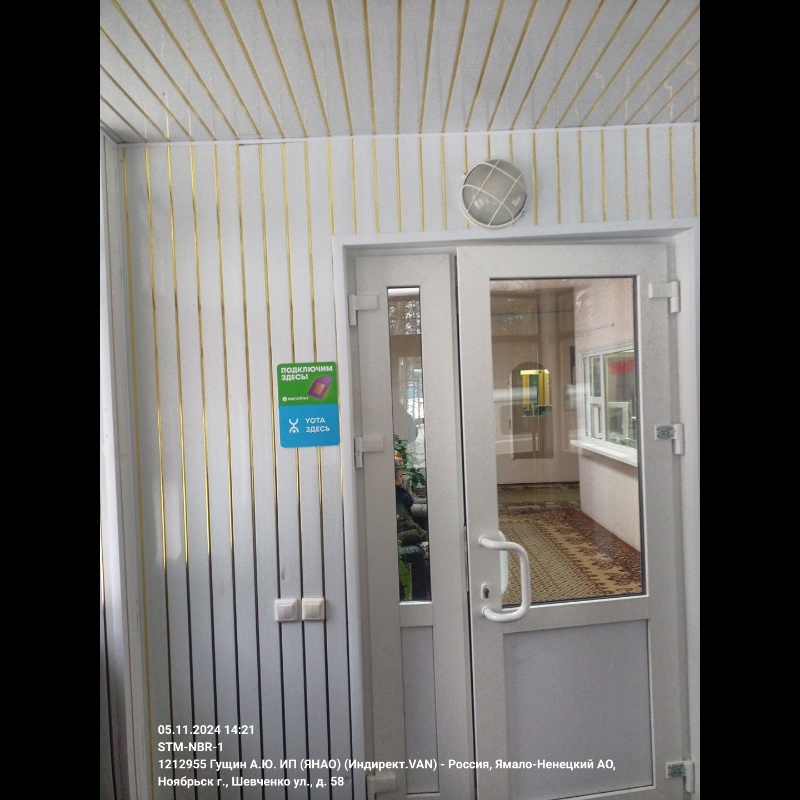 ПОДКЛЮЧИМ
ЗДЕСЬ!
МЕГАФОН
YOTA
ЗДЕСЬ
05.11.2024 14:21
STM-NBR-1
1212955 Гущин А.Ю. ИП (ЯНАО) (Индирект.VAN) - Россия, Ямало-Ненецкий АО,
Ноябрьск г., Шевченко ул., д. 58